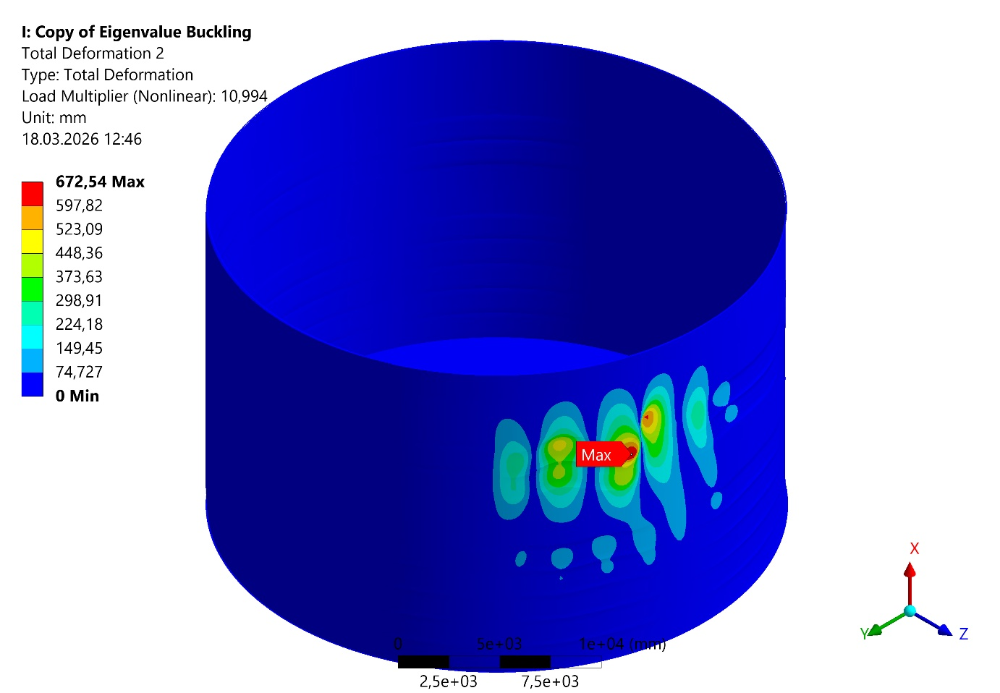 I: Copy of Eigenvalue Buckling
Total Deformation 2
Type: Total Deformation
Load Multiplier (Nonlinear): 10,994
Unit: mm
18.03.2026 12:46
672,54 Max
597,82
523,09
448,36
373,63
298,91
224,18
149,45
74,727
0 Min
Max
X
Y
Z
0 5e+03 1e+04 (mm)
2,5e+03 7,5e+03